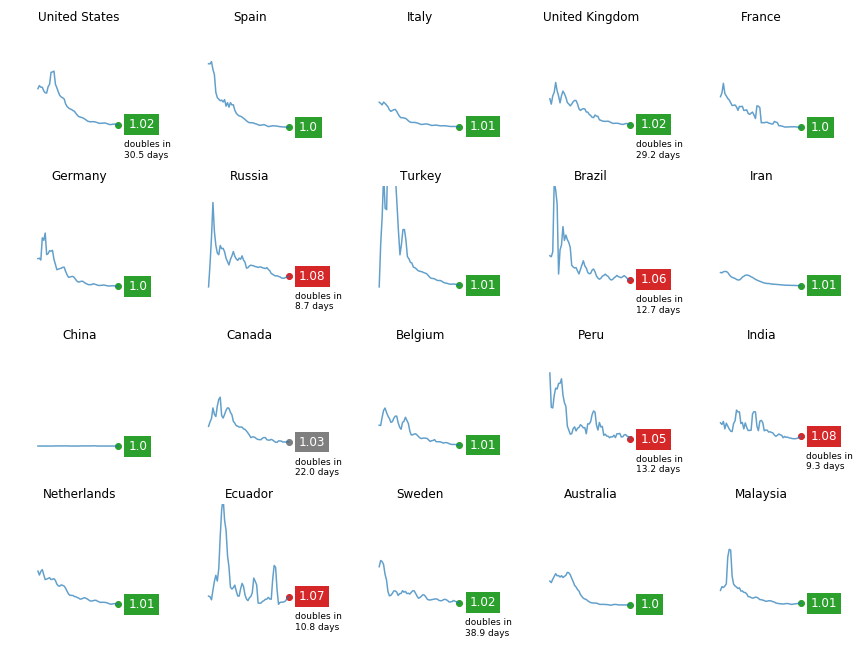 United States
Spain
Italy
United Kingdom
France
1.02
doubles in
30.5 days
1.0
1.01
1.02
doubles in
29.2 days
1.0
Germany
Russia
Turkey
Brazil
Iran
1.0
1.08
doubles in
8.7 days
1.01
1.06
doubles in
12.7 days
1.01
China
Canada
Belgium
Peru
India
1.0
1.03
doubles in
22.0 days
1.01
1.05
doubles in
13.2 days
1.08
doubles in
9.3 days
Netherlands
Ecuador
Sweden
Australia
Malaysia
1.01
1.07
doubles in
10.8 days
1.02
doubles in
38.9 days
1.0
1.01